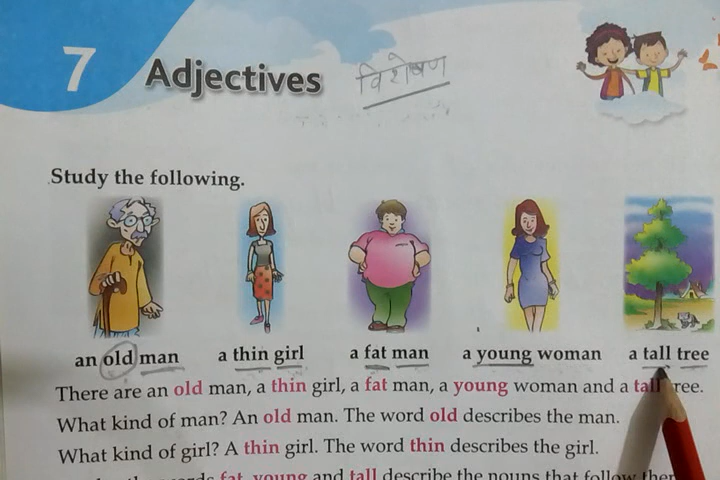 7 Adjectives विशेषण
Study the following.
an old man a thin girl a fat man a young woman a tall tree
There are an old man, a thin girl, a fat man, a young woman and a tall tree.
What kind of man? An old man. The word old describes the man.
What kind of girl? A thin girl. The word thin describes the girl.
words fat, young and tall describe the nouns that follow